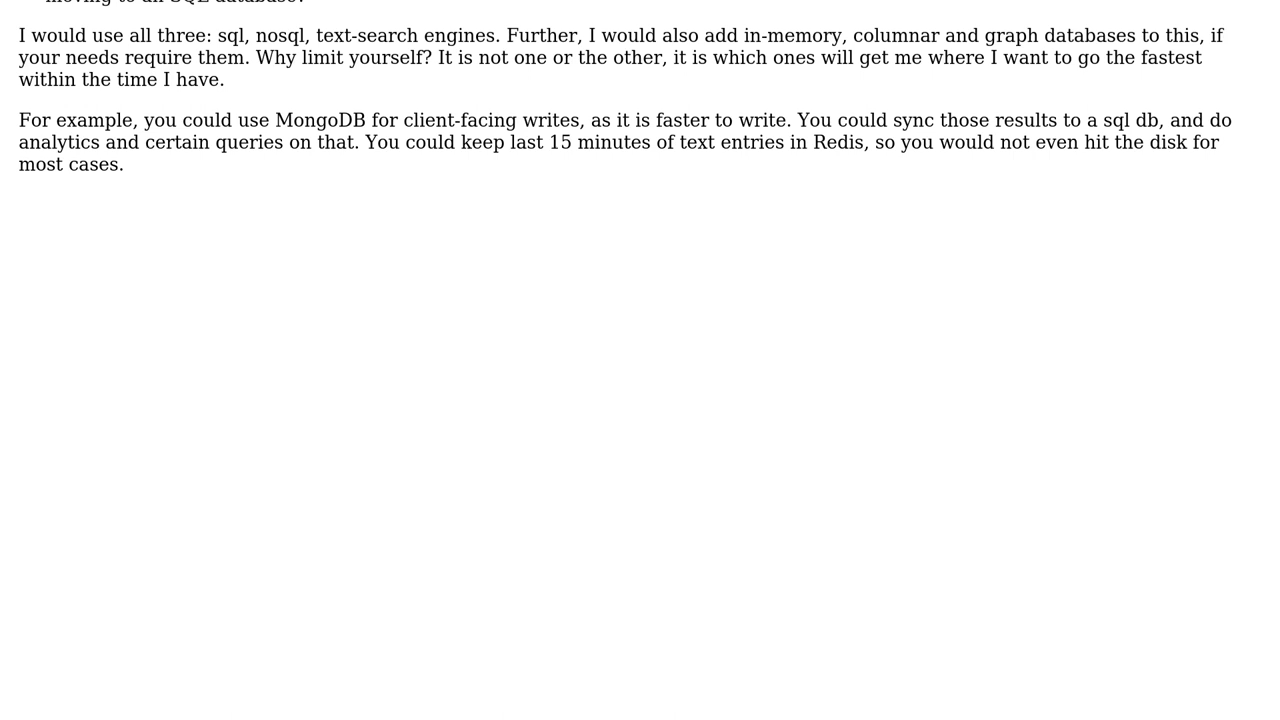 moving to an SQL database?
I would use all three: sql, nosql, text-search engines. Further, I would also add in-memory, columnar and graph databases to this, if
your needs require them. Why limit yourself? It is not one or the other, it is which ones will get me where I want to go the fastest
within the time I have.
For example, you could use MongoDB for client-facing writes, as it is faster to write. You could sync those results to a sql db, and do
analytics and certain queries on that. You could keep last 15 minutes of text entries in Redis, so you would not even hit the disk for
most cases.